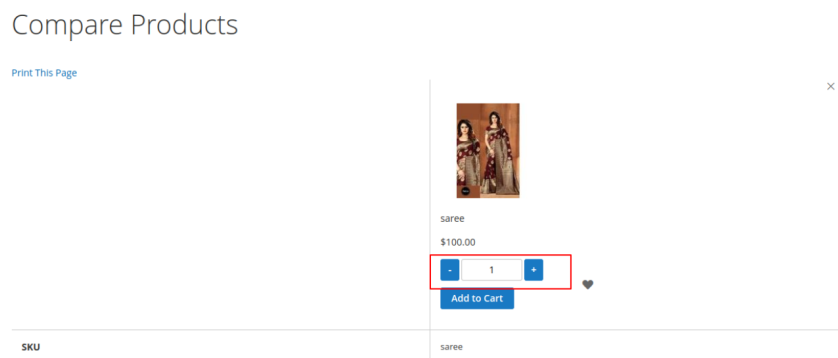 Compare Products
Print This Page
saree
$100.00
- 1 +
Add to Cart
SKU saree